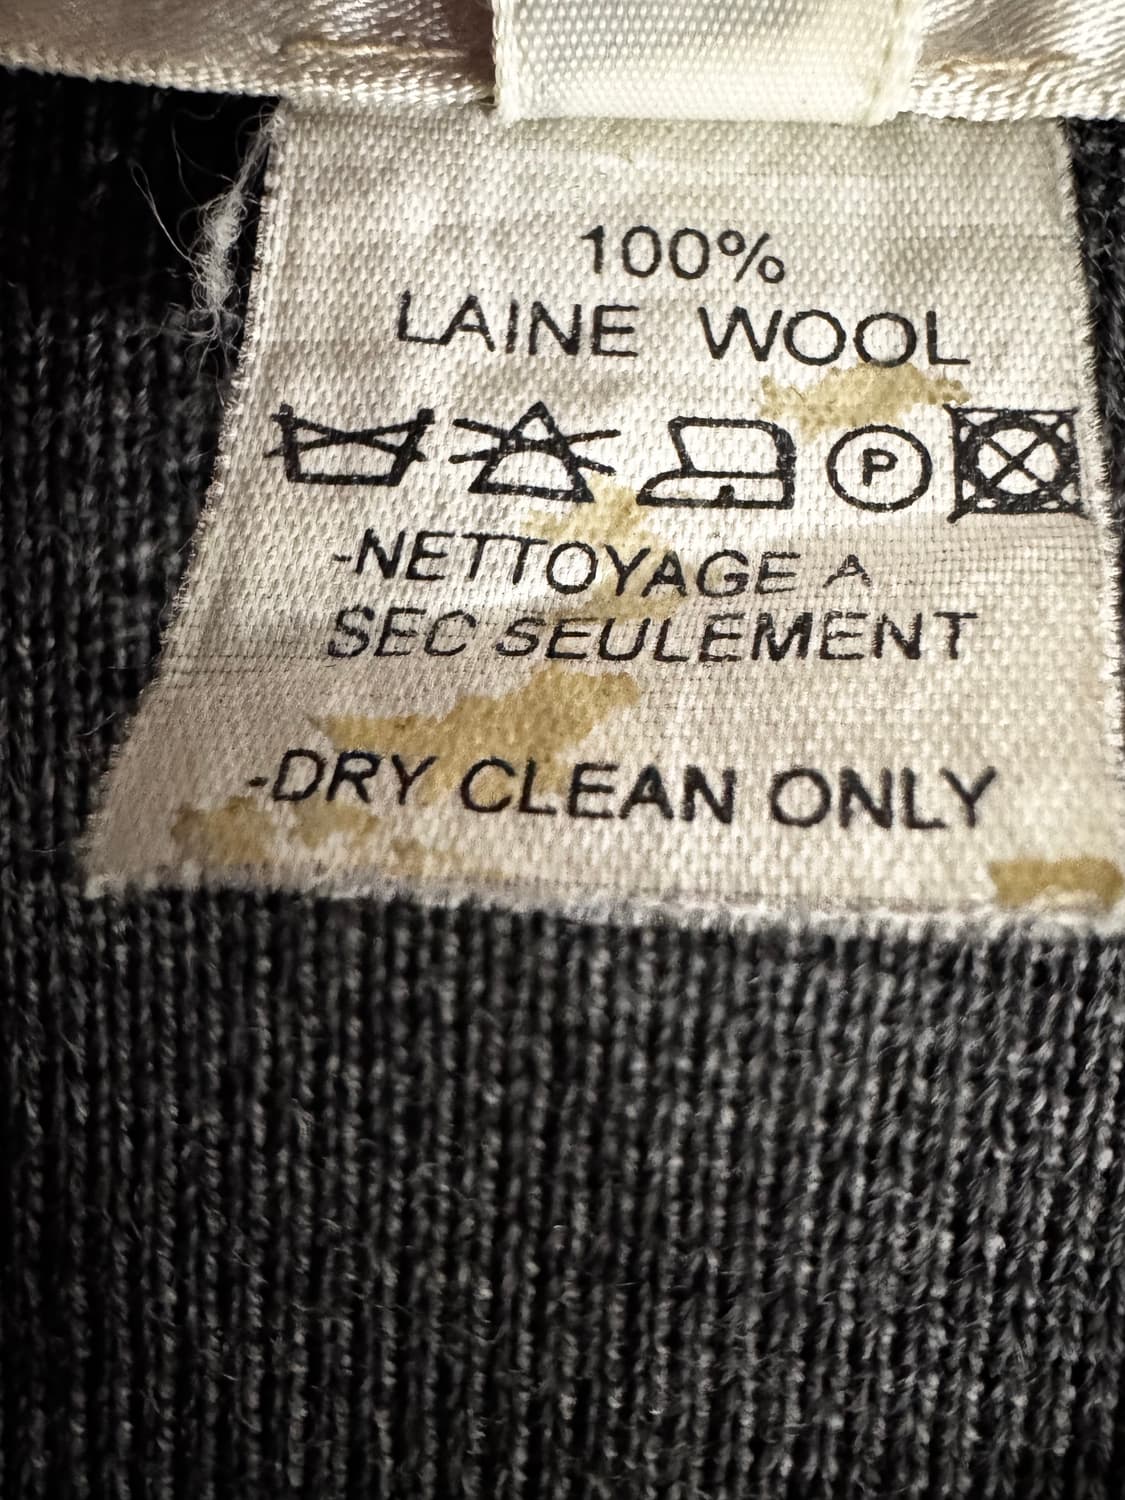 100%
LAINE WOOL
P
-NETTOYAGE A
SEC SEULEMENT
-DRY CLEAN ONLY